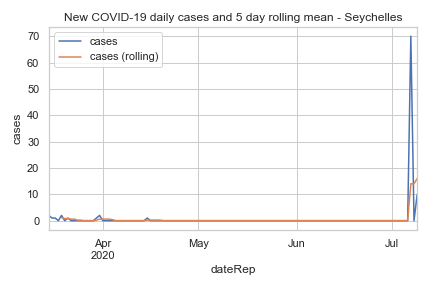 New COVID-19 daily cases and 5 day rolling mean - Seychelles
cases
cases (rolling)
70
60
50
40
30
20
10
0
cases
Apr
2020
May
Jun
Jul
dateRep